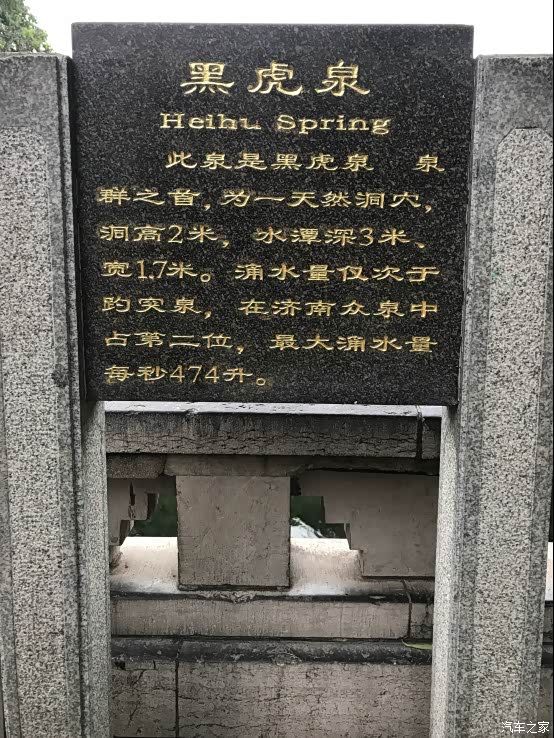 黑虎泉
Heihu Spring
此泉是黑虎泉 泉
群之首,为一天然洞穴,
洞高2米,水潭深3米、
宽1.7米。涌水量仅次于
趵突泉,在济南众泉中
占第二位,最大涌水量
每秒474升。
汽车之家